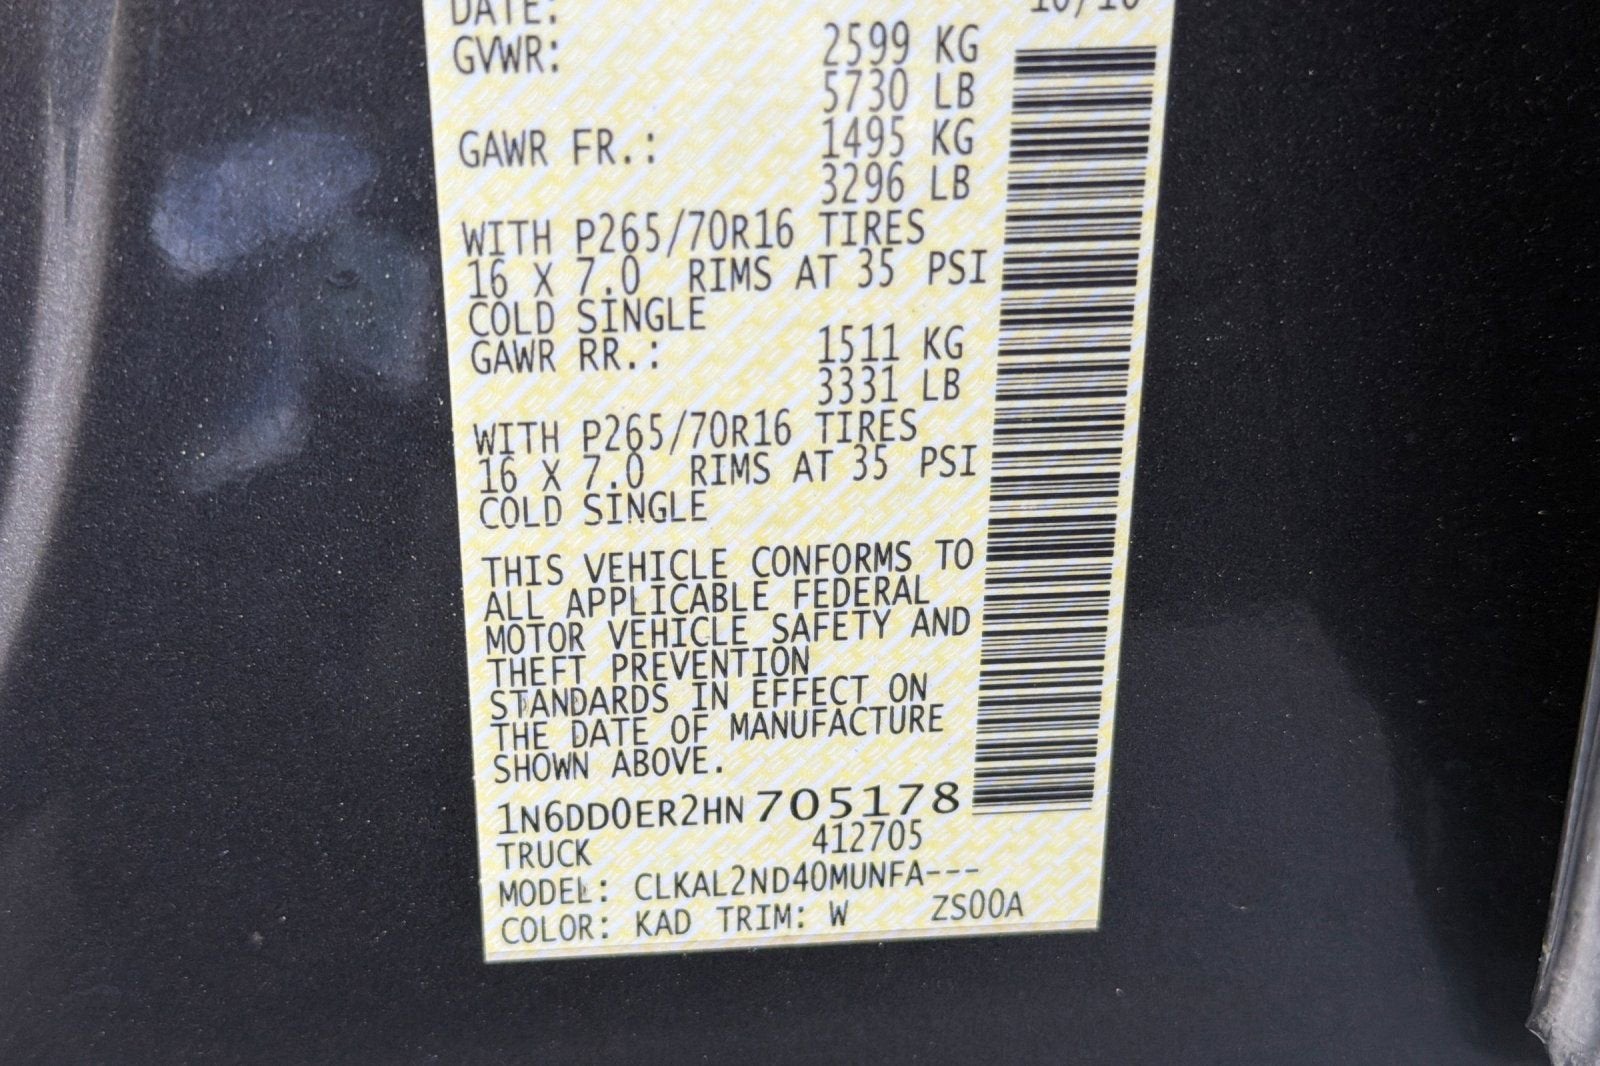 DATE: 10/16
GVWR: 2599 KG
5730 LB
GAWR FR.: 1495 KG
3296 LB
WITH P265/70R16 TIRES
16 X 7.0 RIMS AT 35 PSI
COLD SINGLE
GAWR RR.: 1511 KG
3331 LB
WITH P265/70R16 TIRES
16 X 7.0 RIMS AT 35 PSI
COLD SINGLE
THIS VEHICLE CONFORMS TO
ALL APPLICABLE FEDERAL
MOTOR VEHICLE SAFETY AND
THEFT PREVENTION
STANDARDS IN EFFECT ON
THE DATE OF MANUFACTURE
SHOWN ABOVE.
1N6DD0ER2HN705178
TRUCK 412705
MODEL: CLKAL2ND40MUNFA---
COLOR: KAD TRIM: W ZS00A